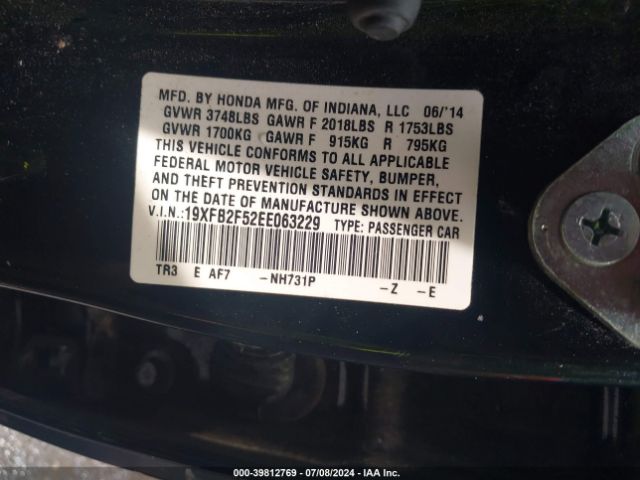 MFD. BY HONDA MFG. OF INDIANA, LLC 06/'14
GVWR 3748LBS GAWR F 2018LBS R 1753LBS
GVWR 1700KG GAWR F 915KG R 795KG
THIS VEHICLE CONFORMS TO ALL APPLICABLE
FEDERAL MOTOR VEHICLE SAFETY, BUMPER,
AND THEFT PREVENTION STANDARDS IN EFFECT
ON THE DATE OF MANUFACTURE SHOWN ABOVE.
V.I.N.:19XFB2F52EE063229 TYPE: PASSENGER CAR
TR3 E AF7 -NH731P -Z -E
000-39812769 - 07/08/2024 - IAA Inc.